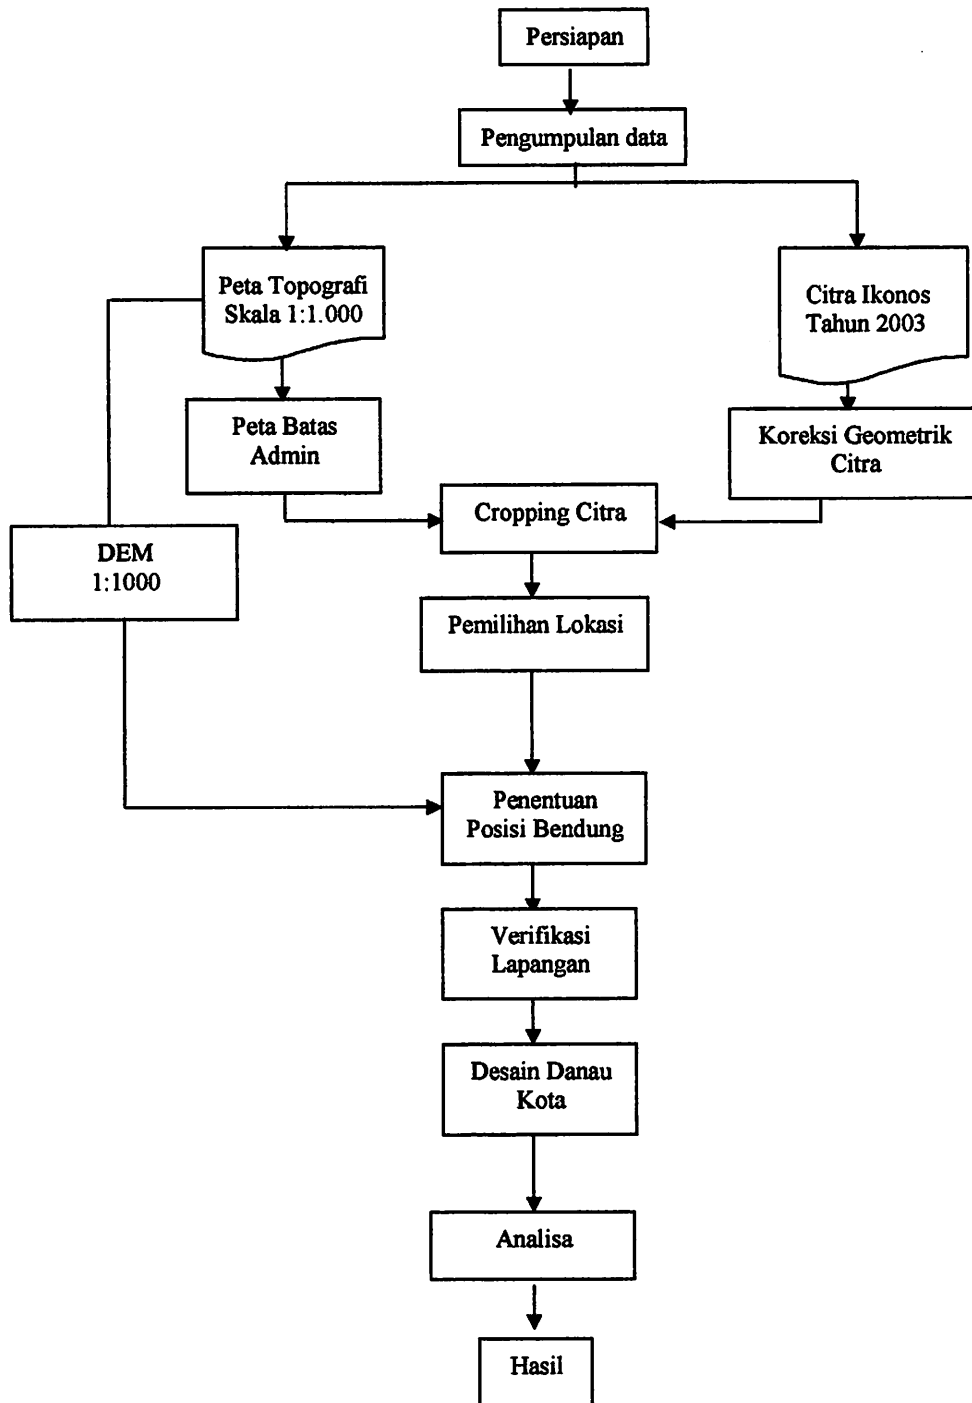 Persiapan
Pengumpulan data
Peta Topografi
Skala 1:1.000
Citra Ikonos
Tahun 2003
Peta Batas
Admin
Koreksi Geometrik
Citra
Cropping Citra
DEM
1:1000
Pemilihan Lokasi
Penentuan
Posisi Bendung
Verifikasi
Lapangan
Desain Danau
Kota
Analisa
Hasil